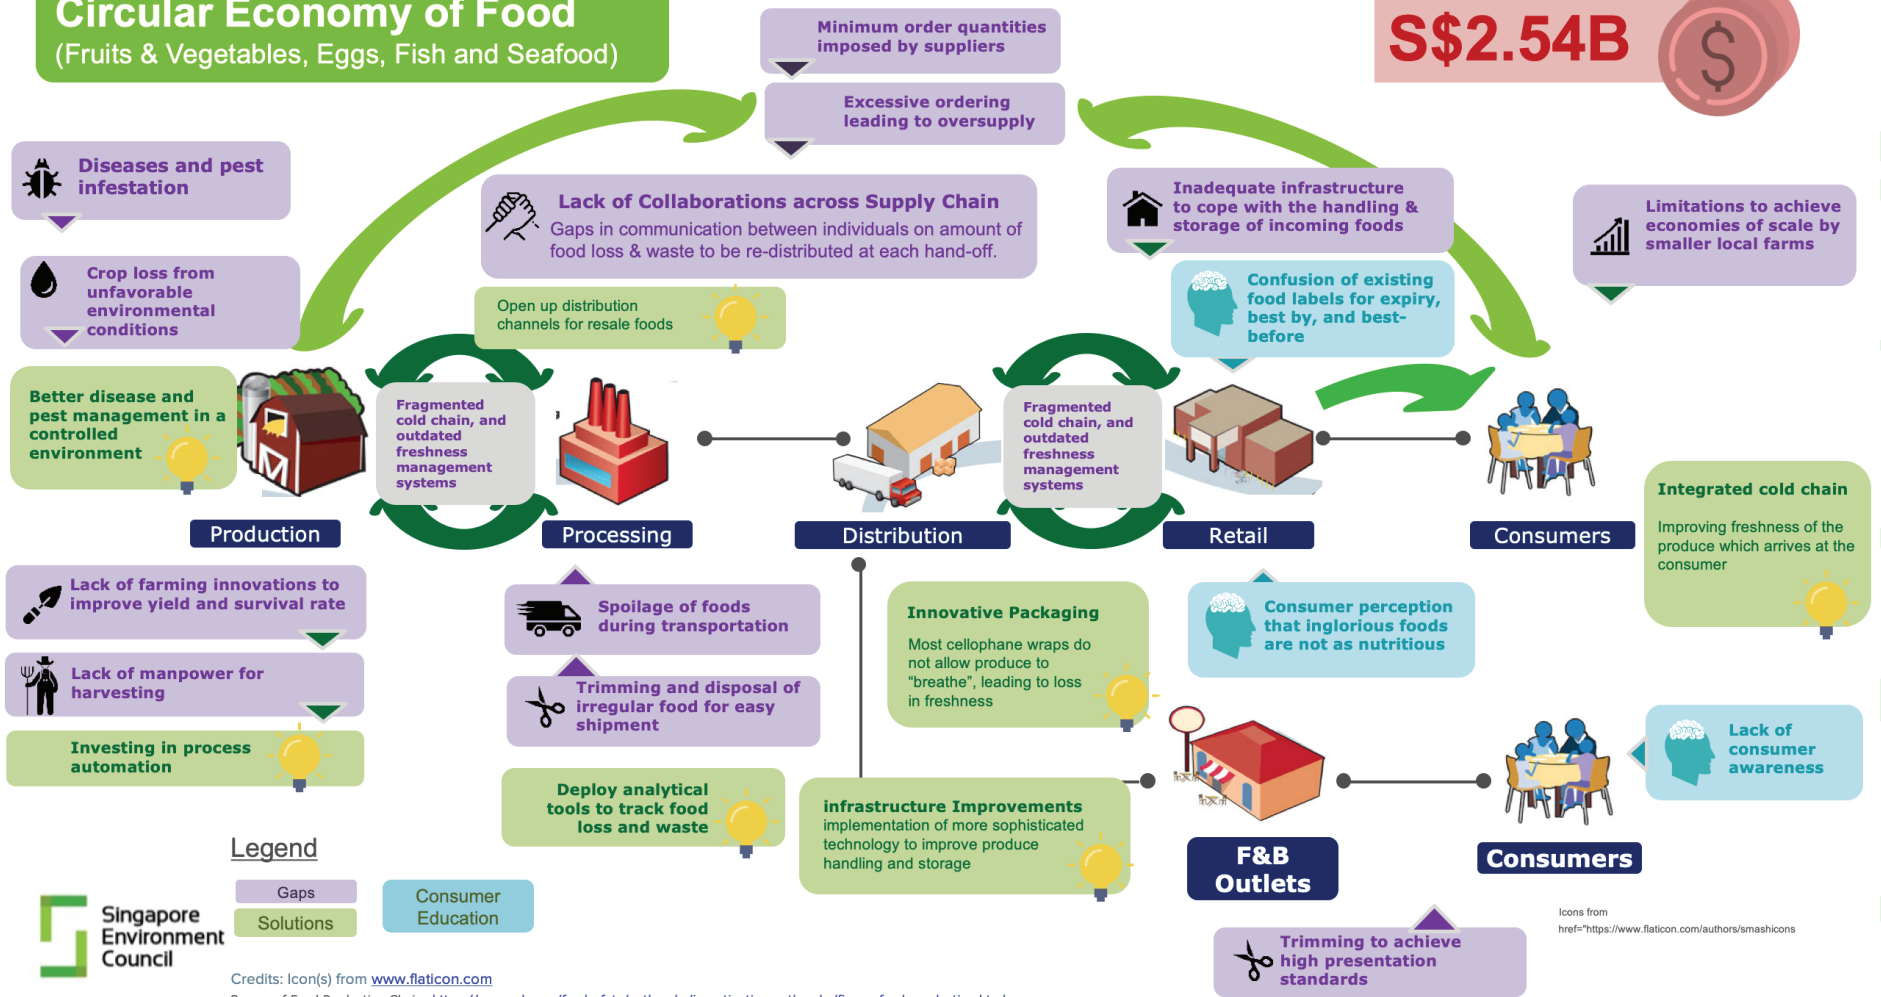 Circular Economy of Food
(Fruits & Vegetables, Eggs, Fish and Seafood)
S$2.54B
Minimum order quantities
imposed by suppliers
Excessive ordering
leading to oversupply
Diseases and pest
infestation
Crop loss from
unfavorable
environmental
conditions
Lack of Collaborations across Supply Chain
Gaps in communication between individuals on amount of
food loss & waste to be re-distributed at each hand-off.
Open up distribution
channels for resale foods
Inadequate infrastructure
to cope with the handling &
storage of incoming foods
Confusion of existing
food labels for expiry,
best by, and best-
before
Limitations to achieve
economies of scale by
smaller local farms
Better disease and
pest management in a
controlled
environment
Fragmented
cold chain, and
outdated
freshness
management
systems
Fragmented
cold chain, and
outdated
freshness
management
systems
Production
Processing
Distribution
Retail
Consumers
Integrated cold chain
Improving freshness of the
produce which arrives at the
consumer
Lack of farming innovations to
improve yield and survival rate
Lack of manpower for
harvesting
Investing in process
automation
Spoilage of foods
during transportation
Trimming and disposal of
irregular food for easy
shipment
Deploy analytical
tools to track food
loss and waste
Innovative Packaging
Most cellophane wraps do
not allow produce to
“breathe”, leading to loss
in freshness
infrastructure Improvements
implementation of more sophisticated
technology to improve produce
handling and storage
Consumer perception
that inglorious foods
are not as nutritious
Lack of
consumer
awareness
F&B
Outlets
Consumers
Trimming to achieve
high presentation
standards
Legend
Gaps
Solutions
Consumer
Education
Singapore
Environment
Council
Icons from
href="https://www.flaticon.com/authors/smashicons
Credits: Icon(s) from www.flaticon.com